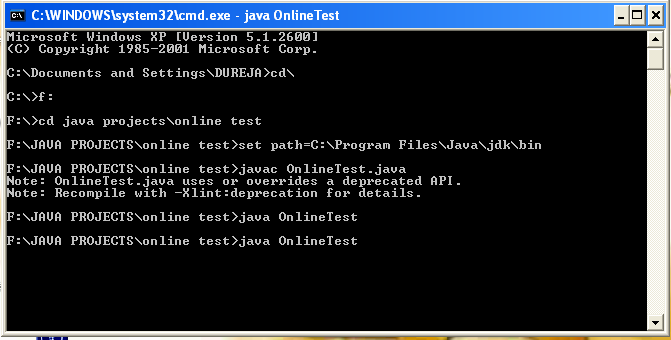 C:\WINDOWS\system32\cmd.exe - java OnlineTest
Microsoft Windows XP [Version 5.1.2600]
(C) Copyright 1985-2001 Microsoft Corp.
C:\Documents and Settings\DUREJA>cd\
C:\>f:
F:\>cd java projects\online test
F:\JAVA PROJECTS\online test>set path=C:\Program Files\Java\jdk\bin
F:\JAVA PROJECTS\online test>javac OnlineTest.java
Note: OnlineTest.java uses or overrides a deprecated API.
Note: Recompile with -Xlint:deprecation for details.
F:\JAVA PROJECTS\online test>java OnlineTest
F:\JAVA PROJECTS\online test>java OnlineTest